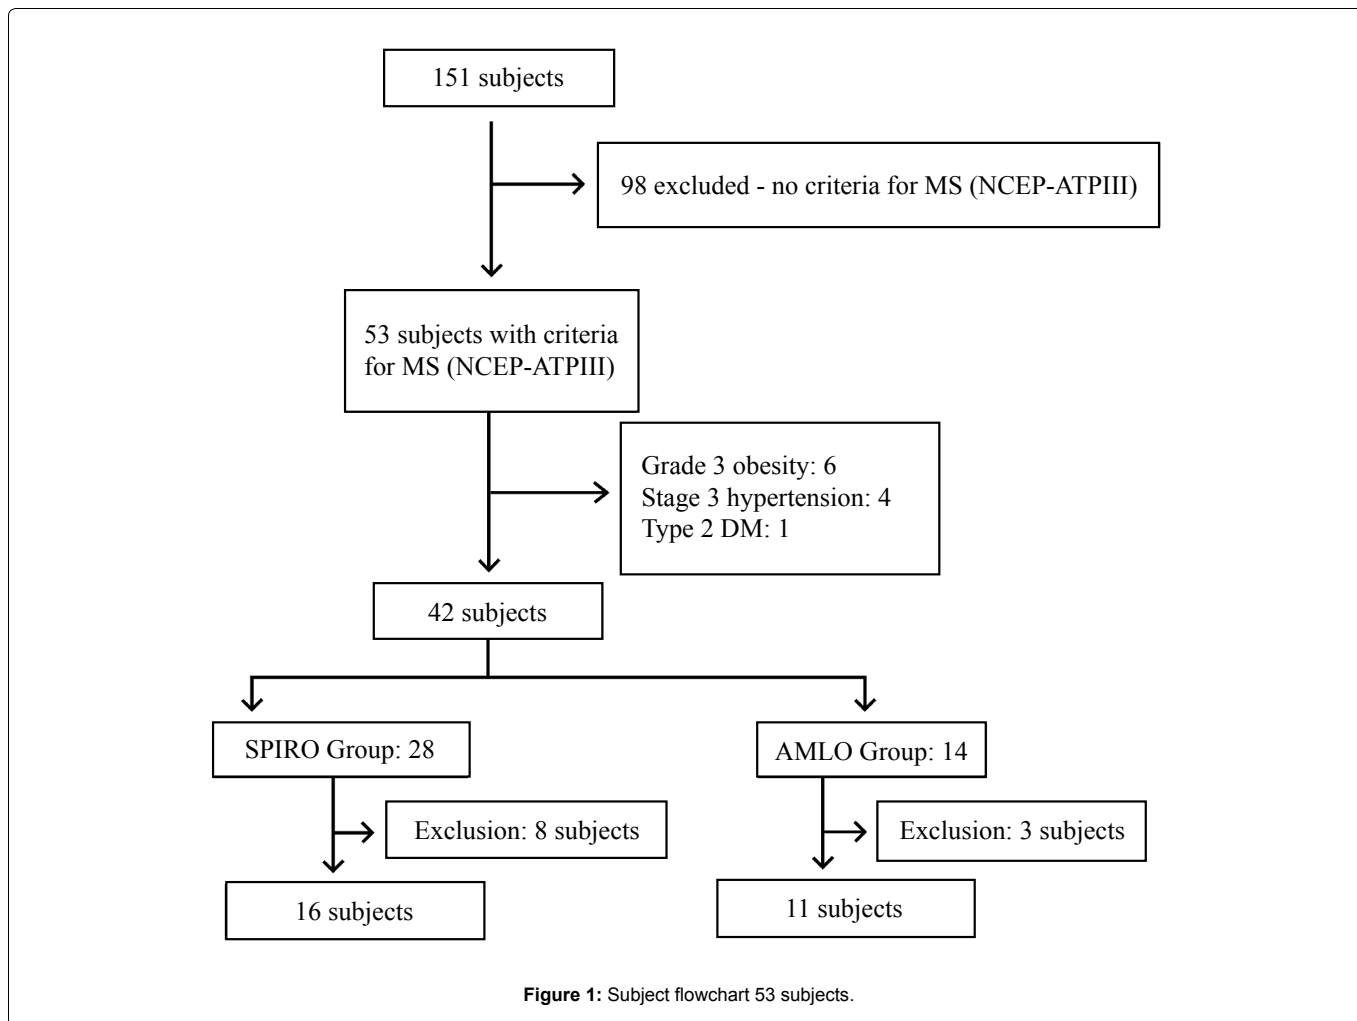 151 subjects
98 excluded - no criteria for MS (NCEP-ATPIII)
53 subjects with criteria
for MS (NCEP-ATPIII)
Grade 3 obesity: 6
Stage 3 hypertension: 4
Type 2 DM: 1
42 subjects
SPIRO Group: 28
AMLO Group: 14
Exclusion: 8 subjects
Exclusion: 3 subjects
16 subjects
11 subjects
Figure 1: Subject flowchart 53 subjects.